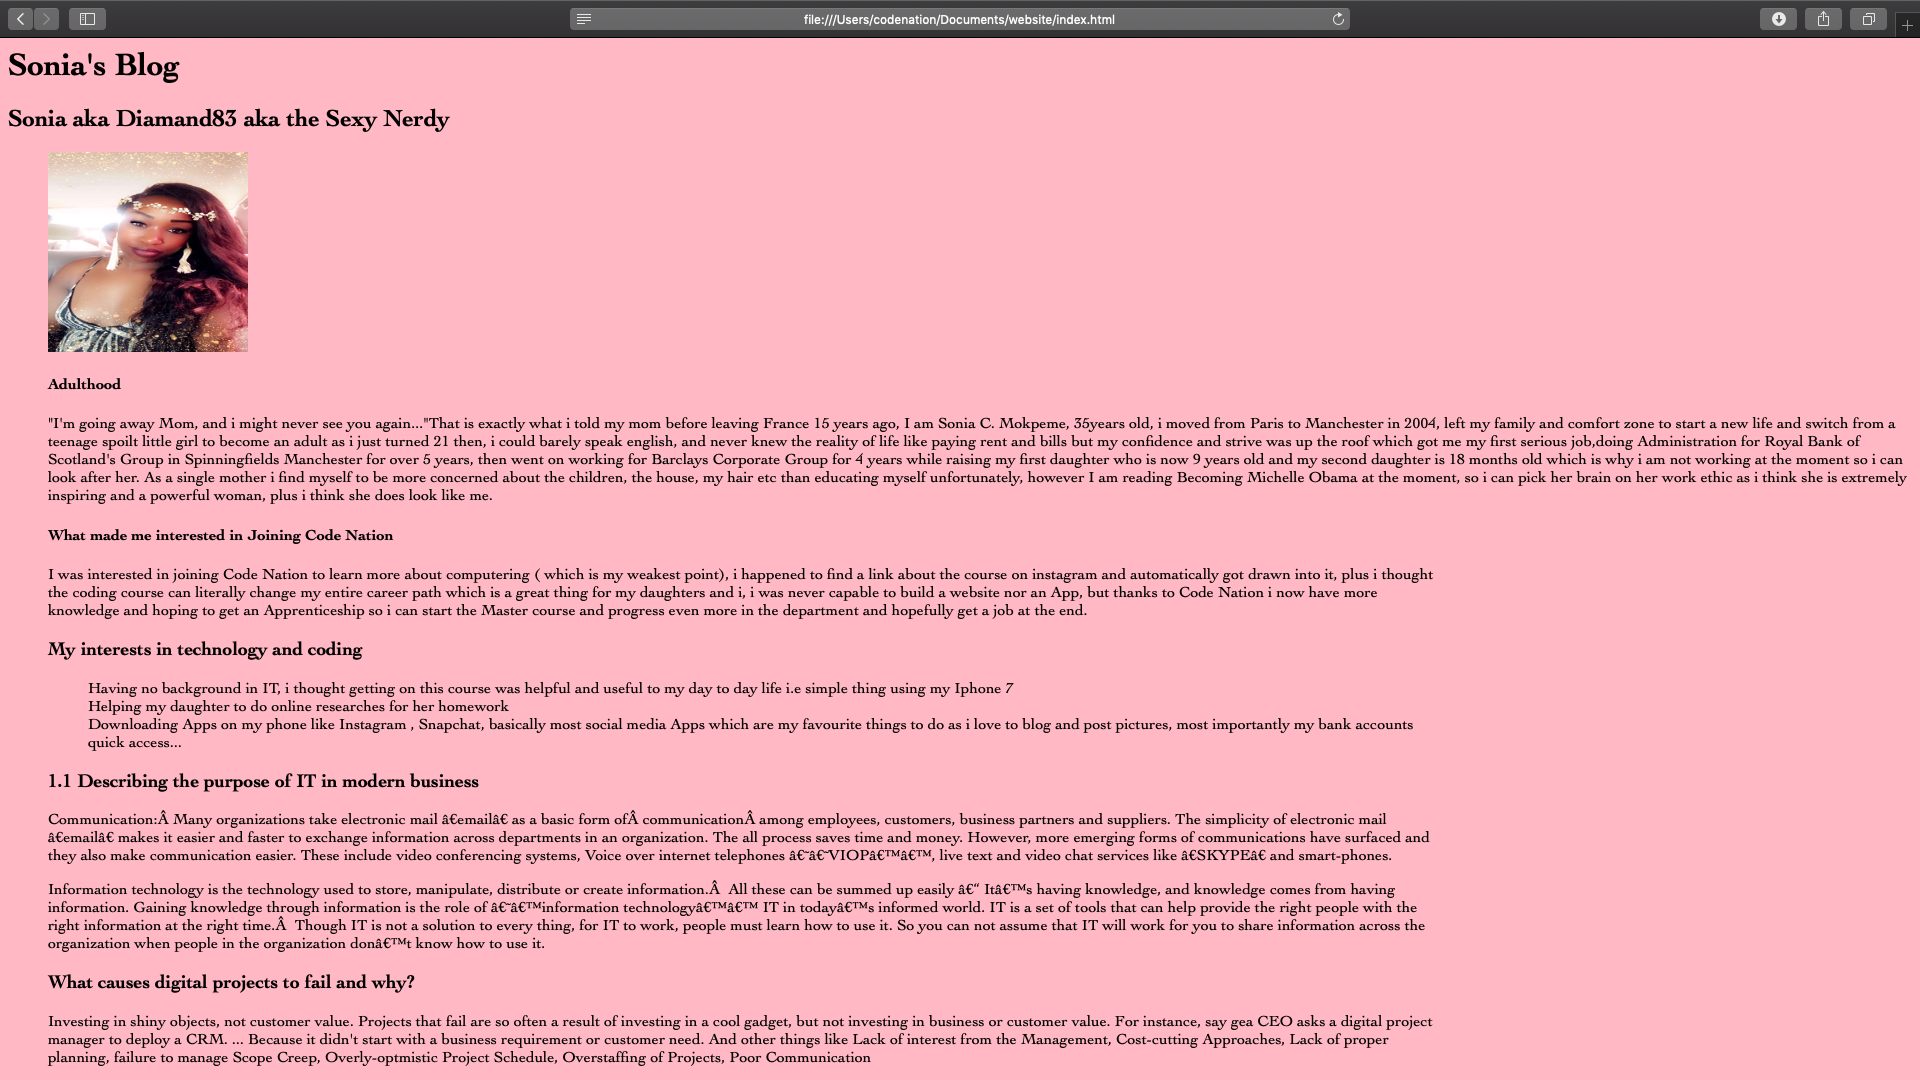 file:///Users/codenation/Documents/website/index.html
Sonia's Blog
Sonia aka Diamand83 aka the Sexy Nerdy
Adulthood
"I'm going away Mom, and i might never see you again..."That is exactly what i told my mom before leaving France 15 years ago, I am Sonia C. Mokpeme, 35years old, i moved from Paris to Manchester in 2004, left my family and comfort zone to start a new life and switch from a
teenage spoilt little girl to become an adult as i just turned 21 then, i could barely speak english, and never knew the reality of life like paying rent and bills but my confidence and strive was up the roof which got me my first serious job,doing Administration for Royal Bank of
Scotland's Group in Spinningfields Manchester for over 5 years, then went on working for Barclays Corporate Group for 4 years while raising my first daughter who is now 9 years old and my second daughter is 18 months old which is why i am not working at the moment so i can
look after her. As a single mother i find myself to be more concerned about the children, the house, my hair etc than educating myself unfortunately, however I am reading Becoming Michelle Obama at the moment, so i can pick her brain on her work ethic as i think she is extremely
inspiring and a powerful woman, plus i think she does look like me.
What made me interested in Joining Code Nation
I was interested in joining Code Nation to learn more about computering ( which is my weakest point), i happened to find a link about the course on instagram and automatically got drawn into it, plus i thought
the coding course can literally change my entire career path which is a great thing for my daughters and i, i was never capable to build a website nor an App, but thanks to Code Nation i now have more
knowledge and hoping to get an Apprenticeship so i can start the Master course and progress even more in the department and hopefully get a job at the end.
My interests in technology and coding
Having no background in IT, i thought getting on this course was helpful and useful to my day to day life i.e simple thing using my Iphone 7
Helping my daughter to do online researches for her homework
Downloading Apps on my phone like Instagram , Snapchat, basically most social media Apps which are my favourite things to do as i love to blog and post pictures, most importantly my bank accounts
quick access...
1.1 Describing the purpose of IT in modern business
Communication:Â Many organizations take electronic mail â€emailâ€ as a basic form ofÂ communicationÂ among employees, customers, business partners and suppliers. The simplicity of electronic mail
â€emailâ€ makes it easier and faster to exchange information across departments in an organization. The all process saves time and money. However, more emerging forms of communications have surfaced and
they also make communication easier. These include video conferencing systems, Voice over internet telephones â€˜â€˜VIOPâ€™â€™, live text and video chat services like â€SKYPEâ€ and smart-phones.
Information technology is the technology used to store, manipulate, distribute or create information.Â  All these can be summed up easily â€“ Itâ€™s having knowledge, and knowledge comes from having
information. Gaining knowledge through information is the role of â€˜â€™information technologyâ€™â€™ IT in todayâ€™s informed world. IT is a set of tools that can help provide the right people with the
right information at the right time.Â  Though IT is not a solution to every thing, for IT to work, people must learn how to use it. So you can not assume that IT will work for you to share information across the
organization when people in the organization donâ€™t know how to use it.
What causes digital projects to fail and why?
Investing in shiny objects, not customer value. Projects that fail are so often a result of investing in a cool gadget, but not investing in business or customer value. For instance, say gea CEO asks a digital project
manager to deploy a CRM. ... Because it didn't start with a business requirement or customer need. And other things like Lack of interest from the Management, Cost-cutting Approaches, Lack of proper
planning, failure to manage Scope Creep, Overly-optmistic Project Schedule, Overstaffing of Projects, Poor Communication